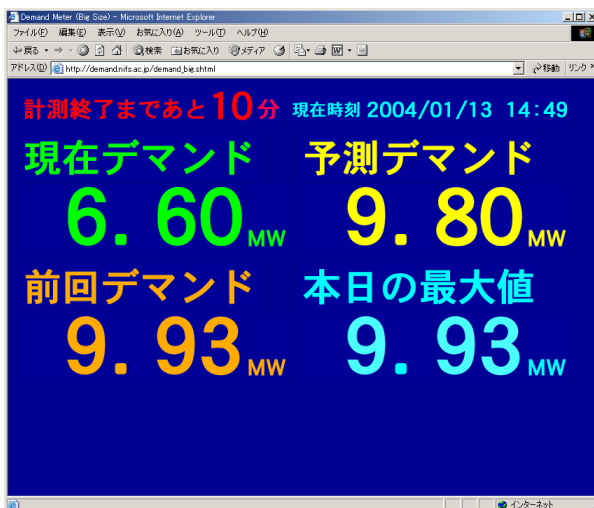 Demand Meter (Big Size) - Microsoft Internet Explorer
ファイル(F) 編集(E) 表示(V) お気に入り(A) ツール(T) ヘルプ(H)
戻る 検索 お気に入り メディア
アドレス(D) http://demand.nifs.ac.jp/demand_big.shtml 移動 リンク
計測終了まであと10分 現在時刻 2004/01/13 14:49
現在デマンド 予測デマンド
6.60MW 9.80MW
前回デマンド 本日の最大値
9.93MW 9.93MW
インターネット